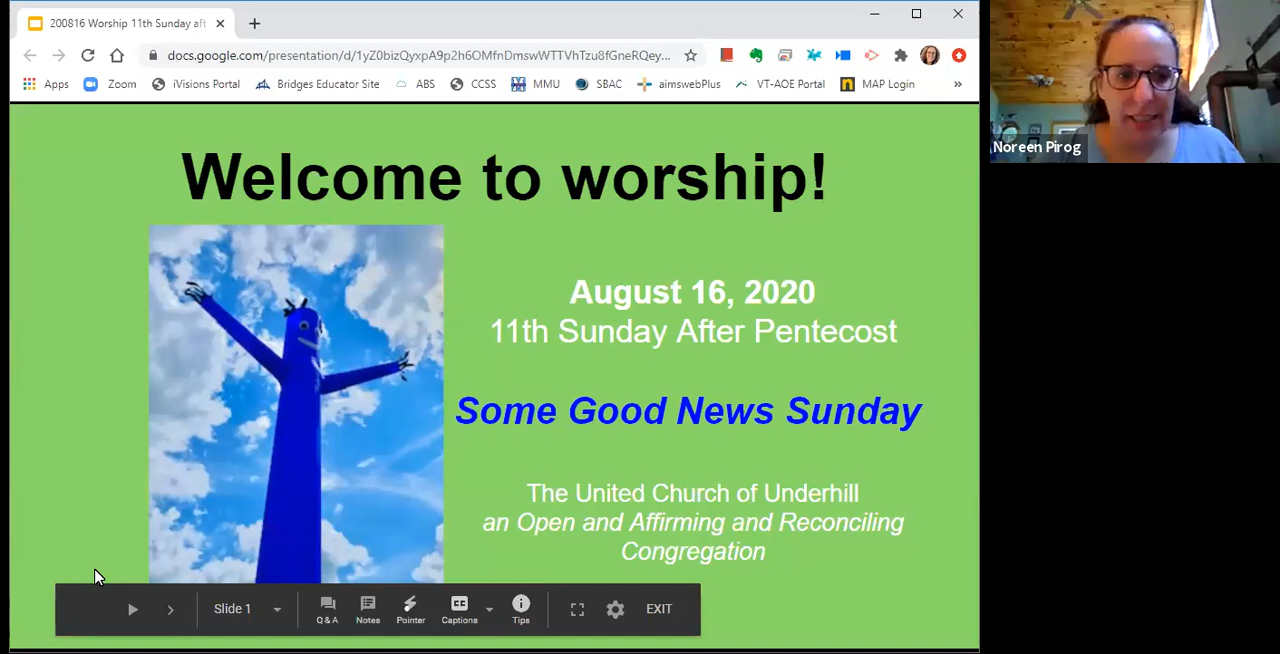 200816 Worship 11th Sunday aft
docs.google.com/presentation/d/1yZ0bizQyxpA9p2h6OMfnDmswWTTVhTzu8fGneRQey...
Apps Zoom iVisions Portal Bridges Educator Site ABS CCSS MMU SBAC aimswebPlus VT-AOE Portal MAP Login »
Noreen Pirog
Welcome to worship!
August 16, 2020
11th Sunday After Pentecost
Some Good News Sunday
The United Church of Underhill
an Open and Affirming and Reconciling
Congregation
Slide 1
Q & A Notes Pointer Captions Tips
EXIT